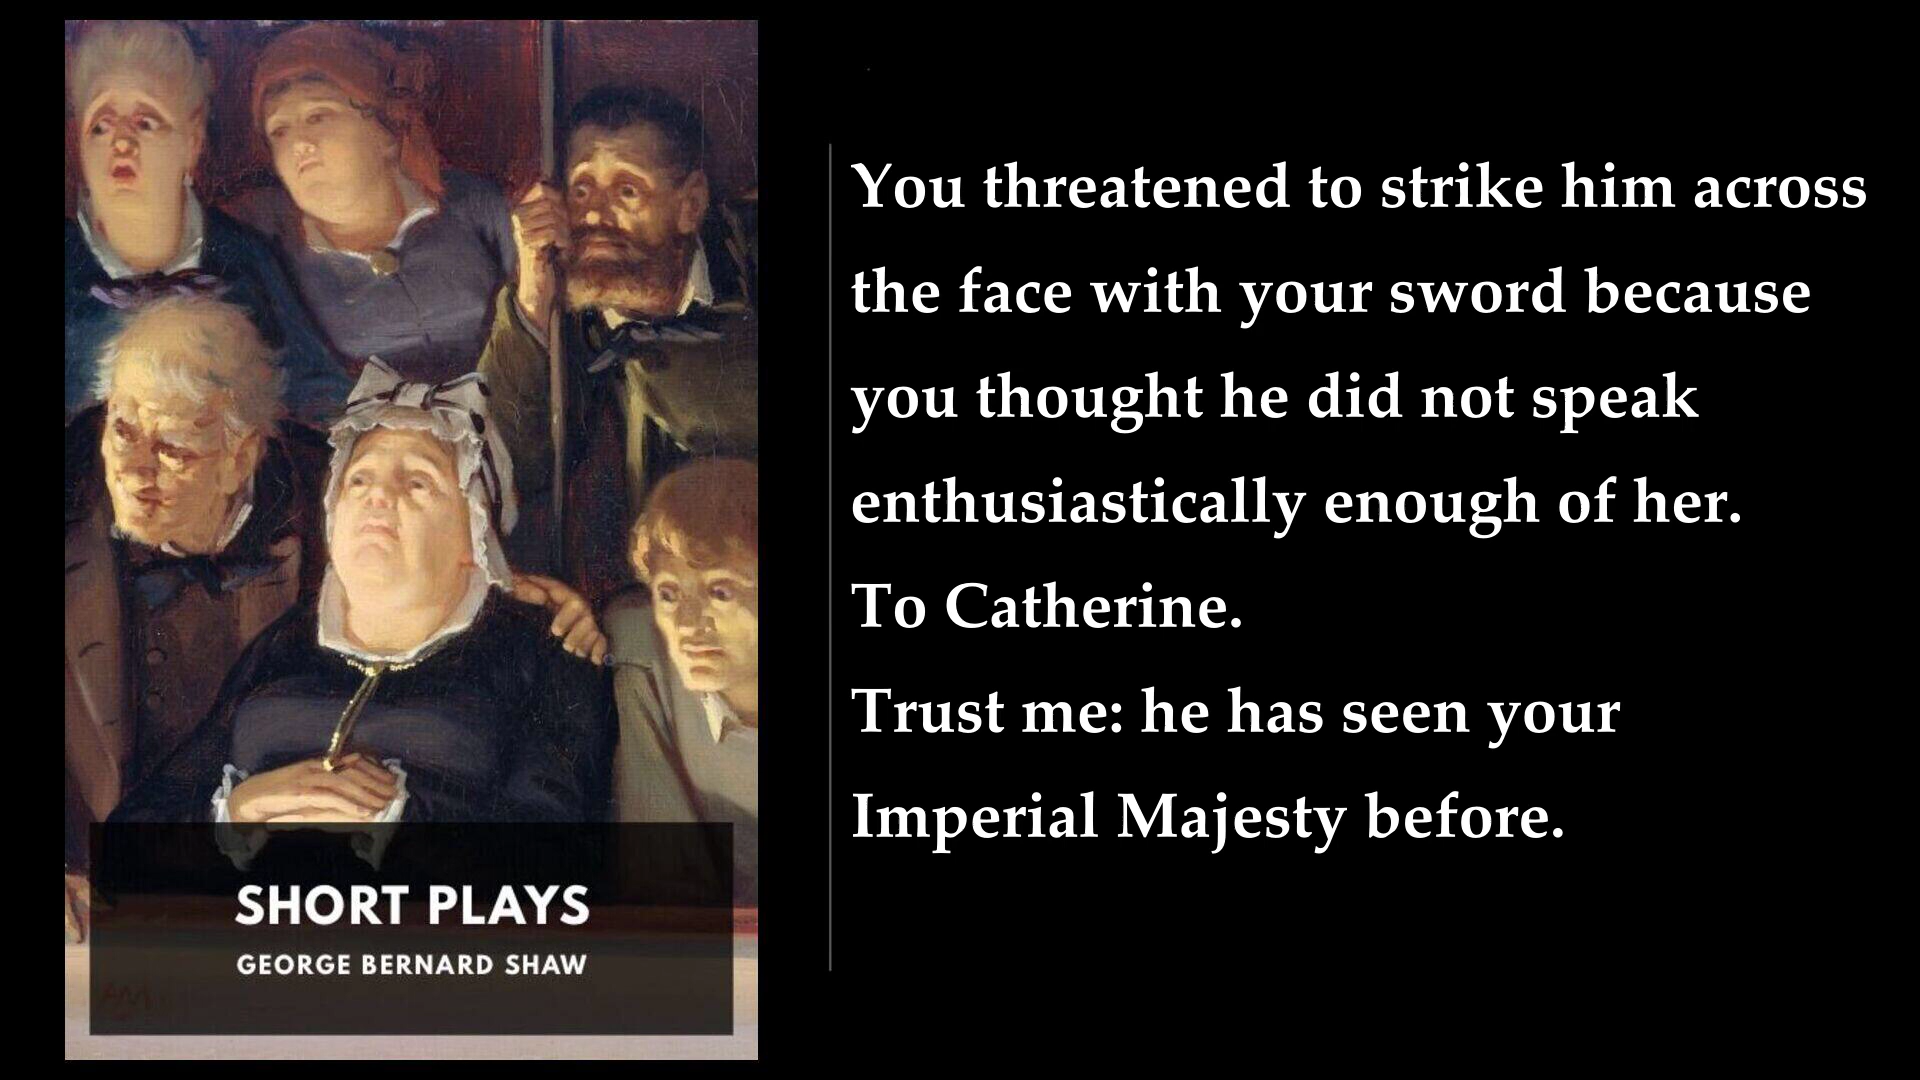 You threatened to strike him across
the face with your sword because
you thought he did not speak
enthusiastically enough of her.
To Catherine.
Trust me: he has seen your
Imperial Majesty before.
SHORT PLAYS
GEORGE BERNARD SHAW